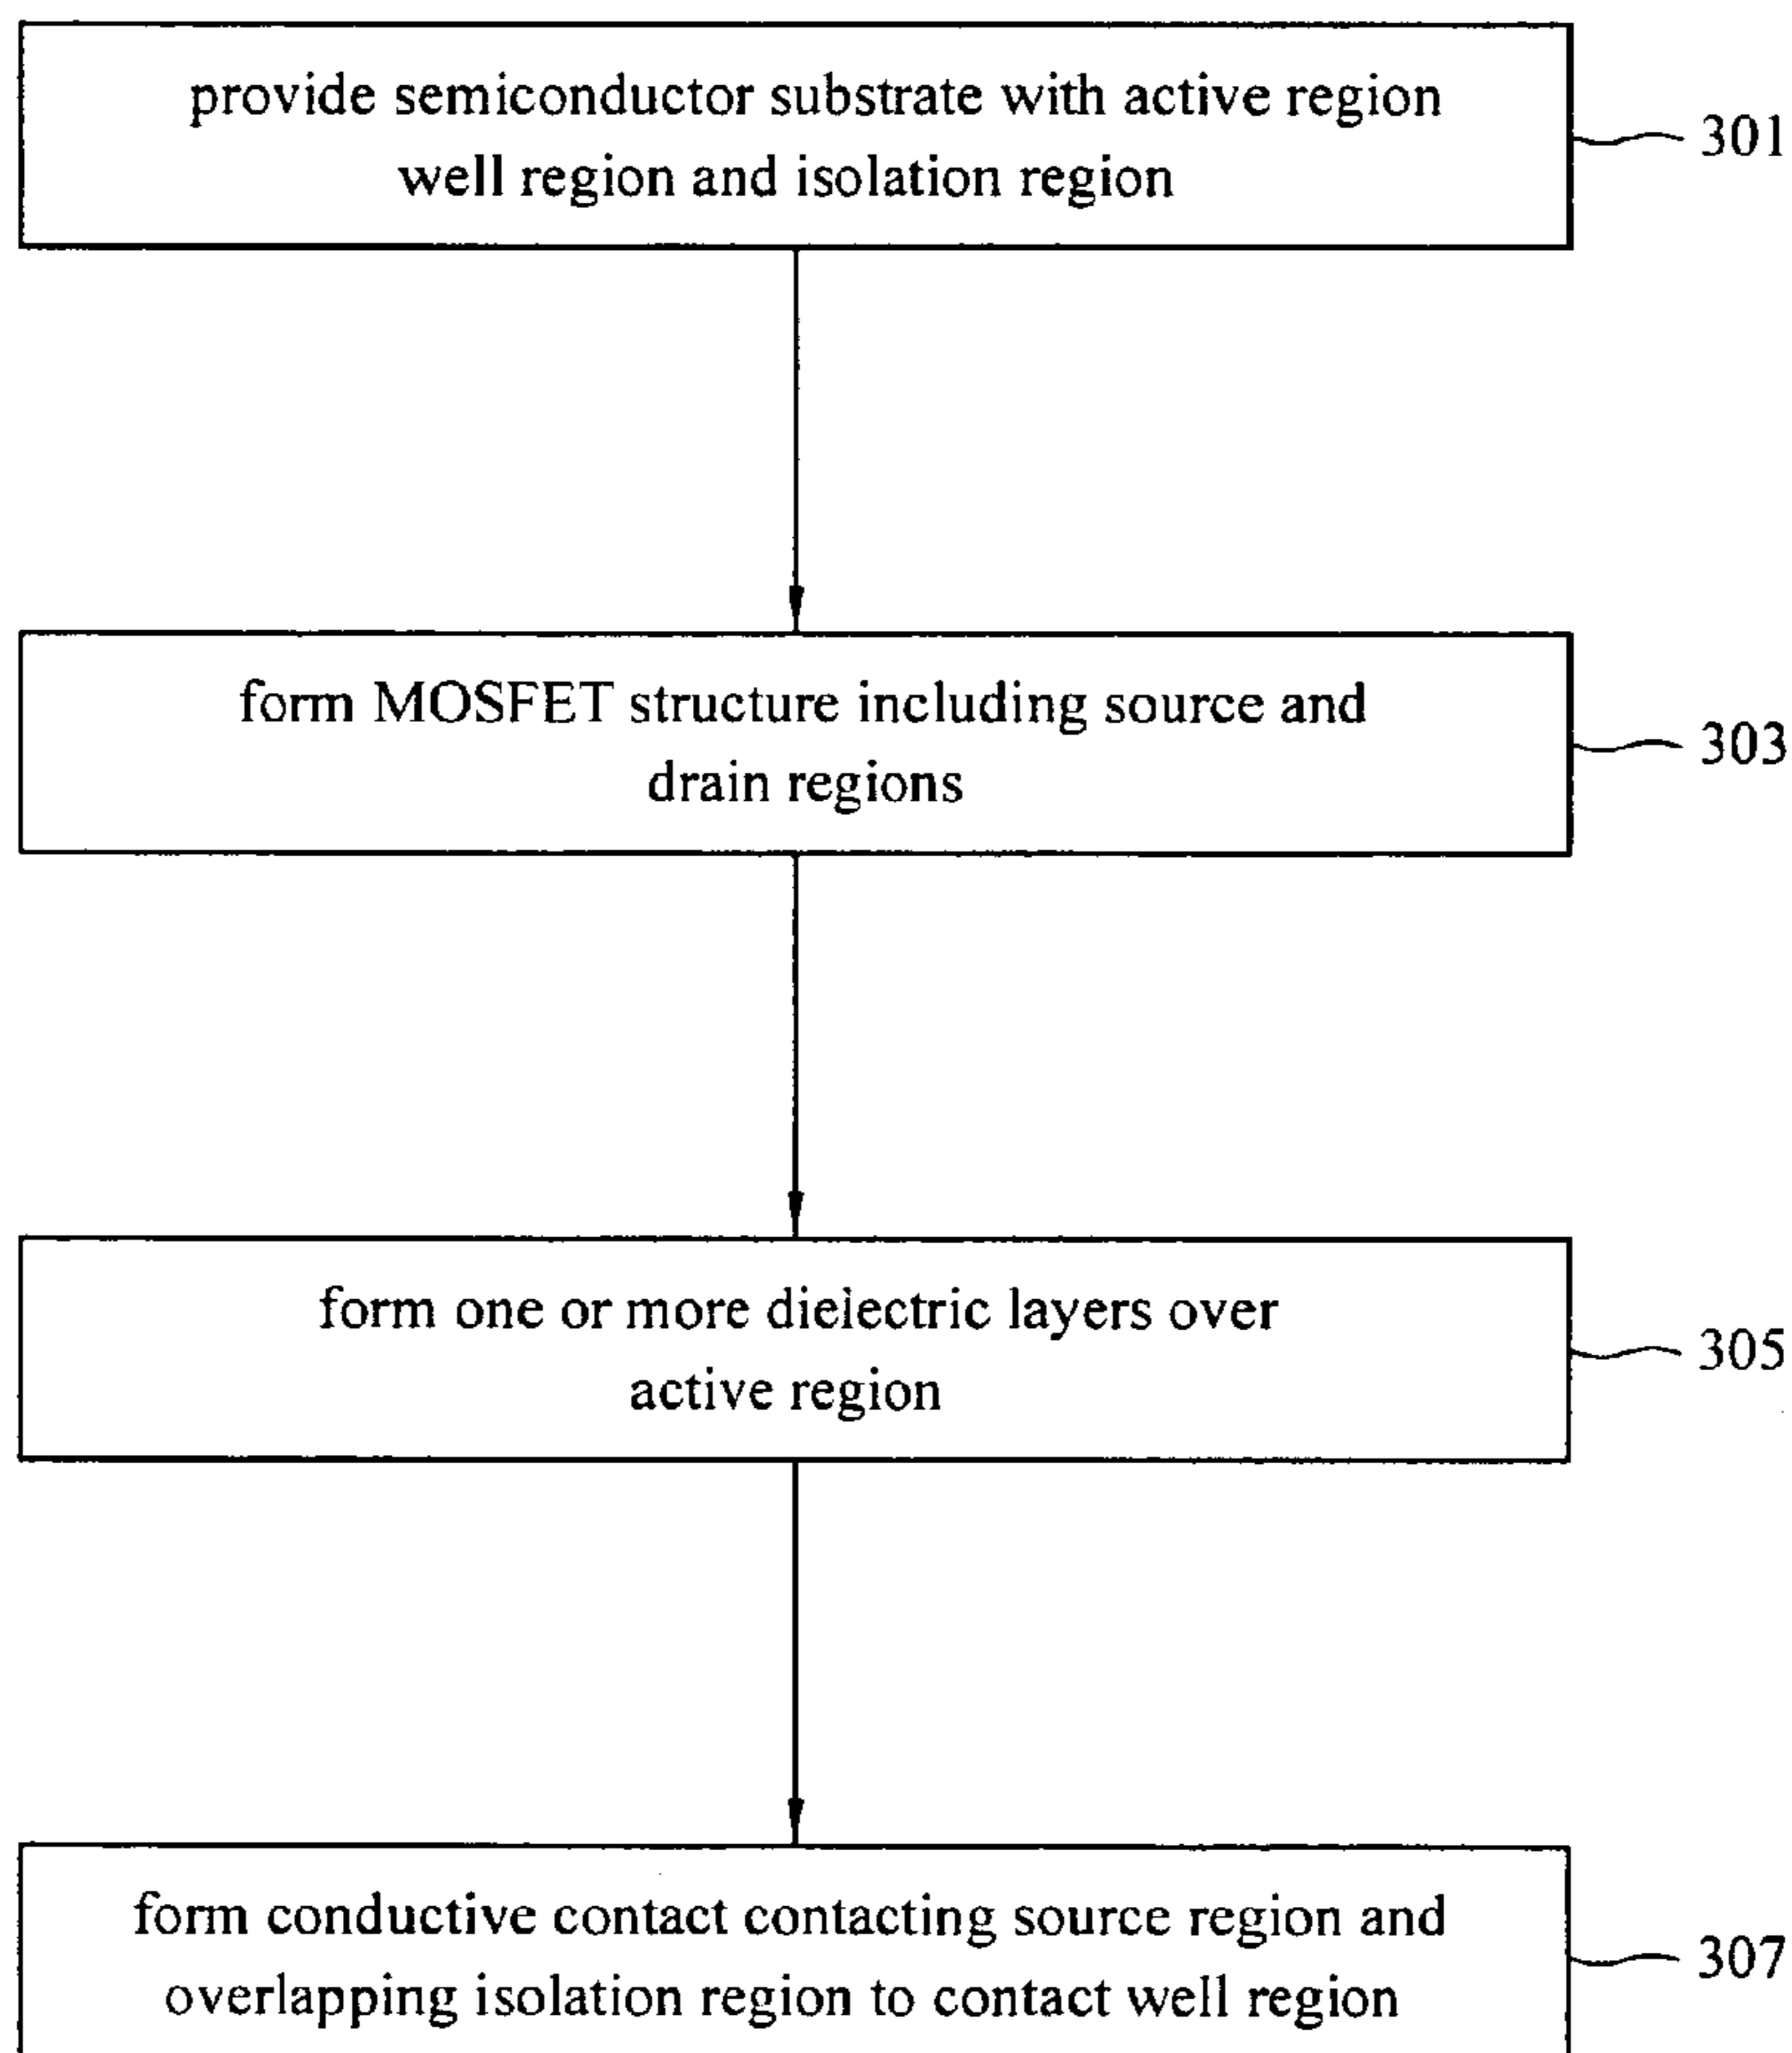 provide semiconductor substrate with active region
well region and isolation region
301
form MOSFET structure including source and
drain regions
303
form one or more dielectric layers over
active region
305
form conductive contact contacting source region and
overlapping isolation region to contact well region
307